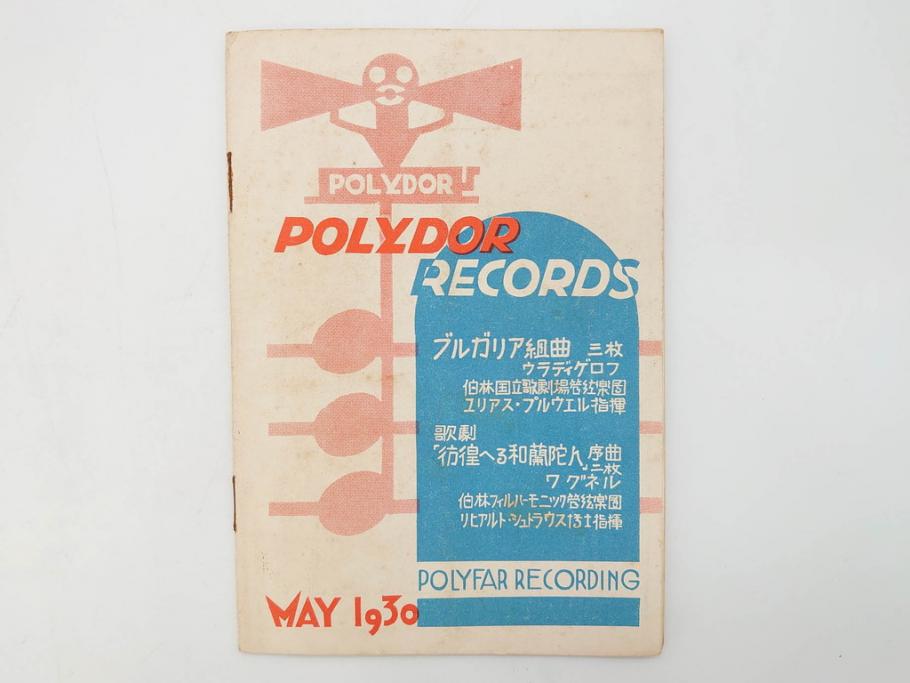 POLYDOR
POLYDOR
RECORDS
ブルガリア組曲 三枚
ウラディゲロフ
伯林国立歌劇場管弦楽団
ユリアス・プルウエル指揮
歌劇
「彷徨へる和蘭陀人」序曲
二枚
ワグネル
伯林フィルハーモニック管弦楽団
リヒアルト・シュトラウス博士指揮
POLYFAR RECORDING
MAY 1930